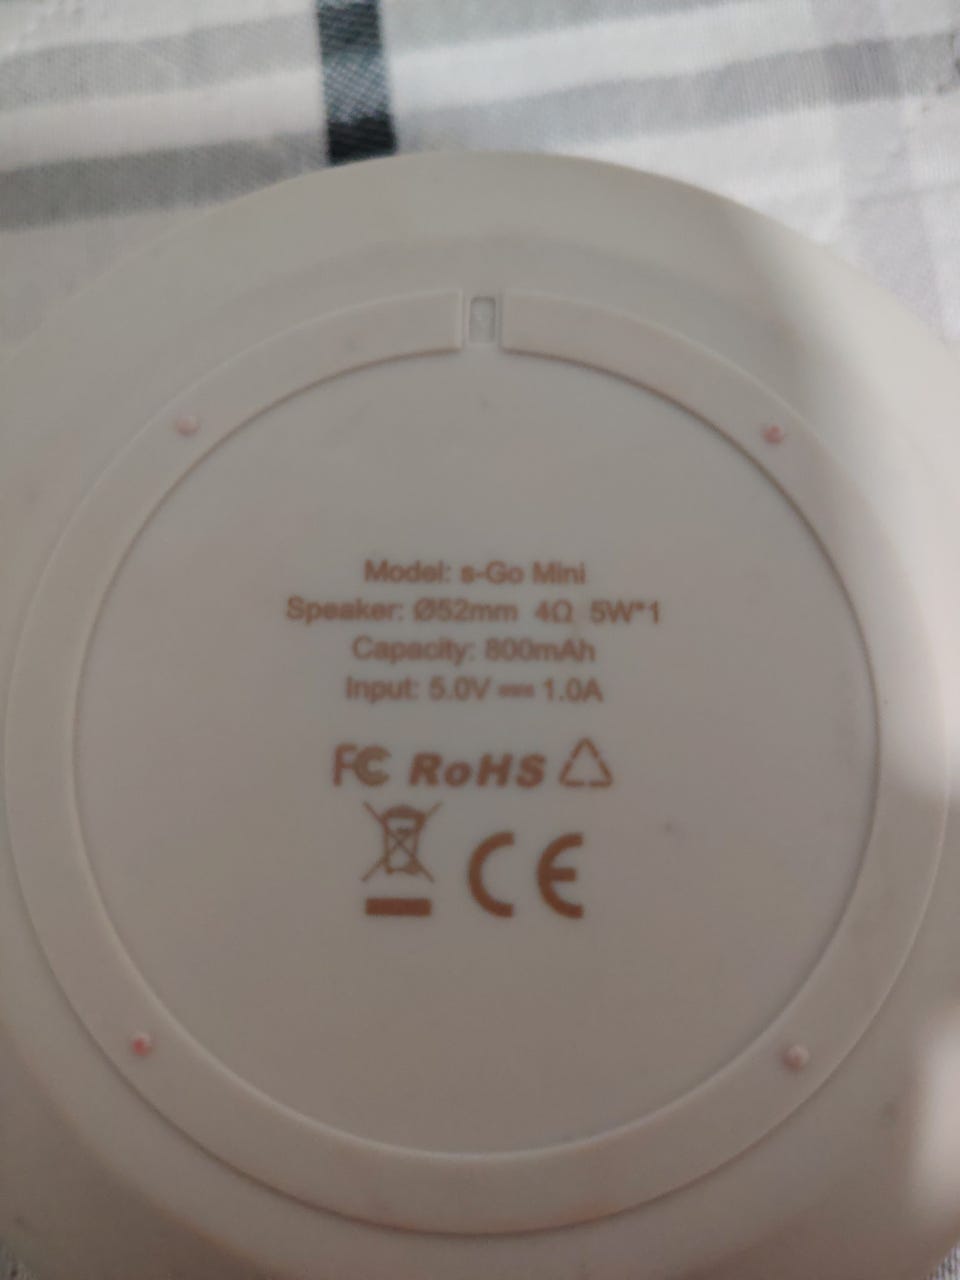 Model: s-Go Mini
Speaker: Ø52mm 4Ω 5W*1
Capacity: 800mAh
Input: 5.0V ⎓ 1.0A
FC RoHS
CE